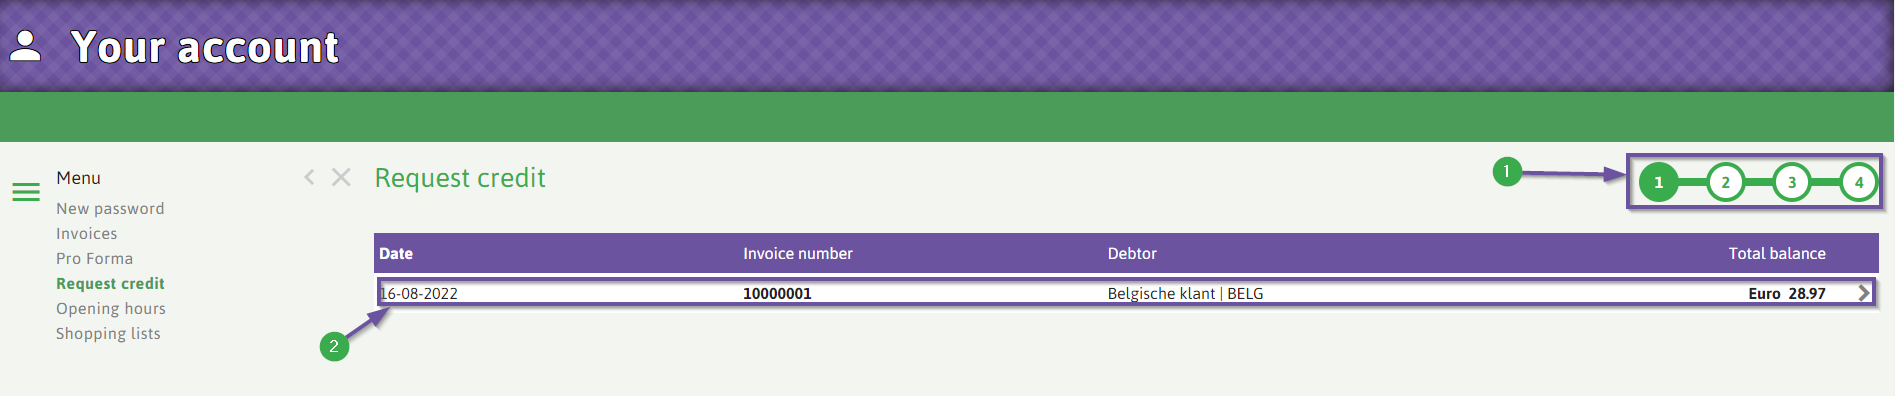 Your account
Menu
New password
Invoices
Pro Forma
Request credit
Opening hours
Shopping lists
Request credit
1
1 2 3 4
Date Invoice number Debtor Total balance
16-08-2022 10000001 Belgische klant | BELG Euro 28.97
2